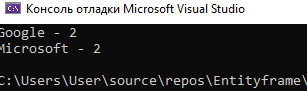 Консоль отладки Microsoft Visual Studio
Google - 2
Microsoft - 2
C:\Users\User\source\repos\Entityframe\